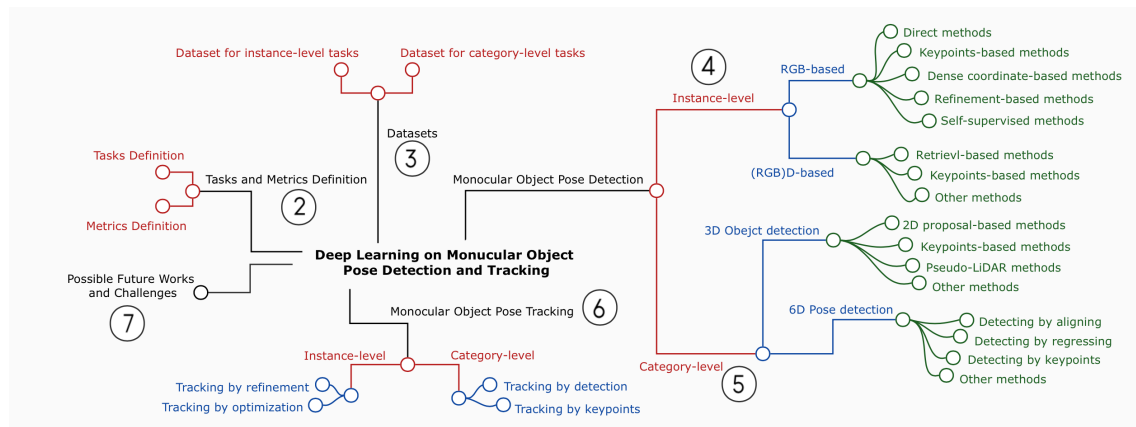 Dataset for instance-level tasks
Dataset for category-level tasks
Datasets
3
Tasks Definition
Tasks and Metrics Definition
2
Metrics Definition
Deep Learning on Monucular Object
Pose Detection and Tracking
Possible Future Works
and Challenges
7
Monocular Object Pose Tracking
6
Instance-level
Category-level
Tracking by refinement
Tracking by optimization
Tracking by detection
Tracking by keypoints
Monocular Object Pose Detection
4
Instance-level
RGB-based
Direct methods
Keypoints-based methods
Dense coordinate-based methods
Refinement-based methods
Self-supervised methods
(RGB)D-based
Retrievl-based methods
Keypoints-based methods
Other methods
Category-level
5
3D Obejct detection
2D proposal-based methods
Keypoints-based methods
Pseudo-LiDAR methods
Other methods
6D Pose detection
Detecting by aligning
Detecting by regressing
Detecting by keypoints
Other methods